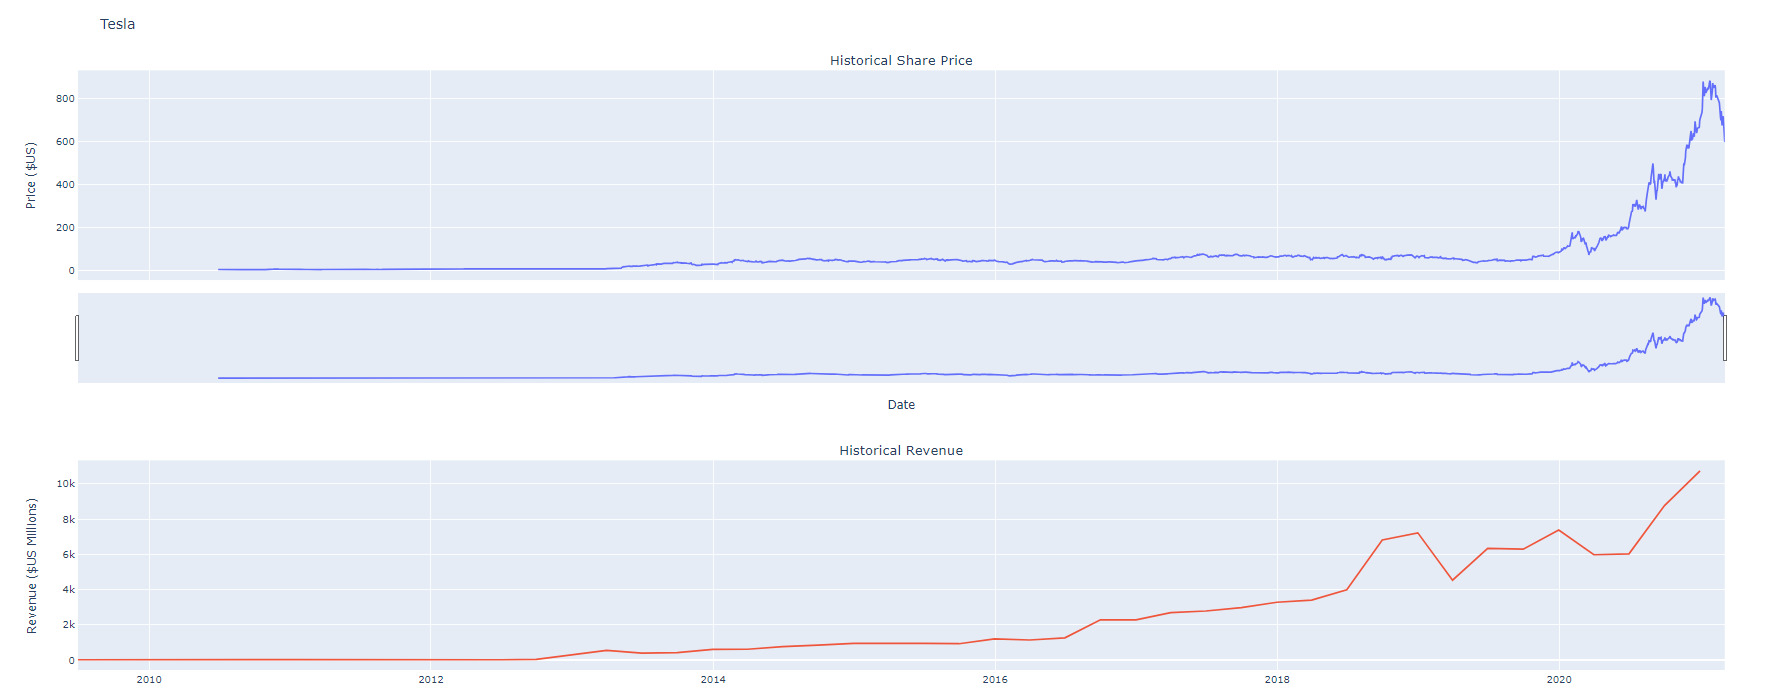 Tesla
Historical Share Price
800
600
400
200
0
Price ($US)
Date
Historical Revenue
10k
8k
6k
4k
2k
0
Revenue ($US Millions)
2010 2012 2014 2016 2018 2020